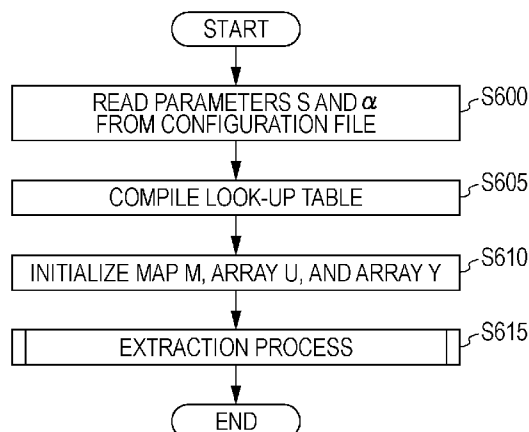 START
READ PARAMETERS S AND α
FROM CONFIGURATION FILE
S600
COMPILE LOOK-UP TABLE
S605
INITIALIZE MAP M, ARRAY U, AND ARRAY Y
S610
EXTRACTION PROCESS
S615
END